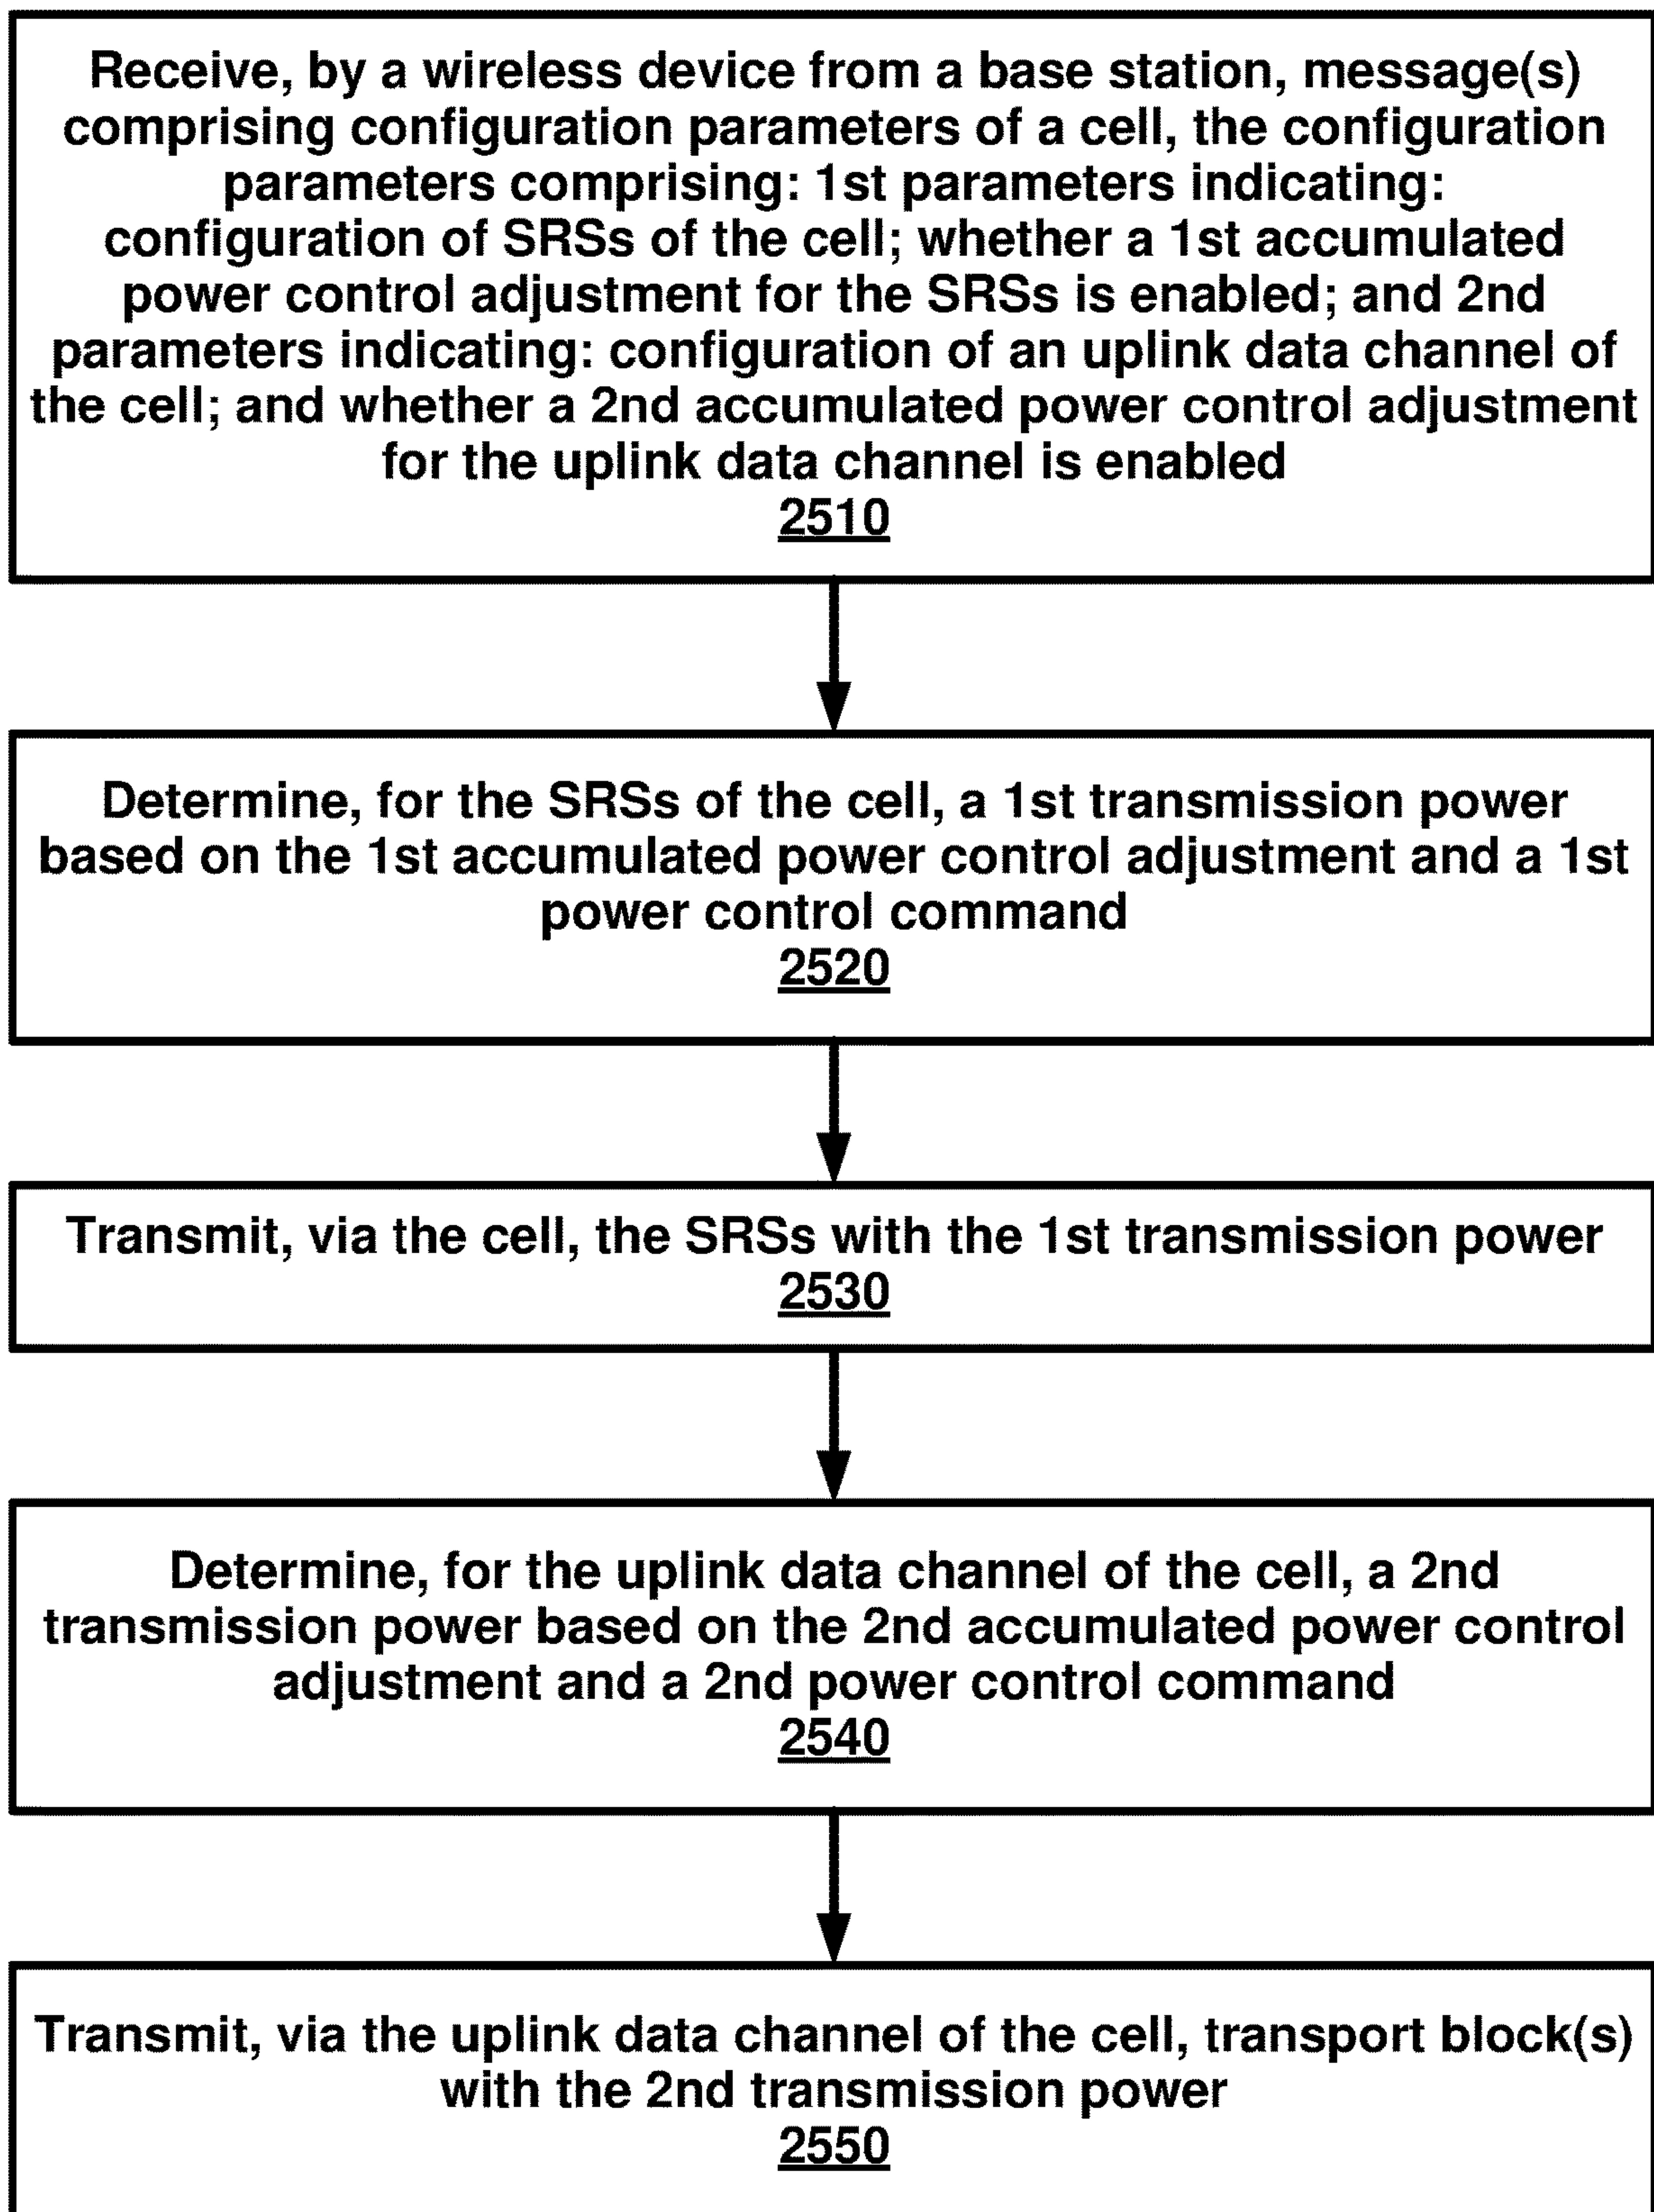 Receive, by a wireless device from a base station, message(s)
comprising configuration parameters of a cell, the configuration
parameters comprising: 1st parameters indicating:
configuration of SRSs of the cell; whether a 1st accumulated
power control adjustment for the SRSs is enabled; and 2nd
parameters indicating: configuration of an uplink data channel of
the cell; and whether a 2nd accumulated power control adjustment
for the uplink data channel is enabled
2510
Determine, for the SRSs of the cell, a 1st transmission power
based on the 1st accumulated power control adjustment and a 1st
power control command
2520
Transmit, via the cell, the SRSs with the 1st transmission power
2530
Determine, for the uplink data channel of the cell, a 2nd
transmission power based on the 2nd accumulated power control
adjustment and a 2nd power control command
2540
Transmit, via the uplink data channel of the cell, transport block(s)
with the 2nd transmission power
2550